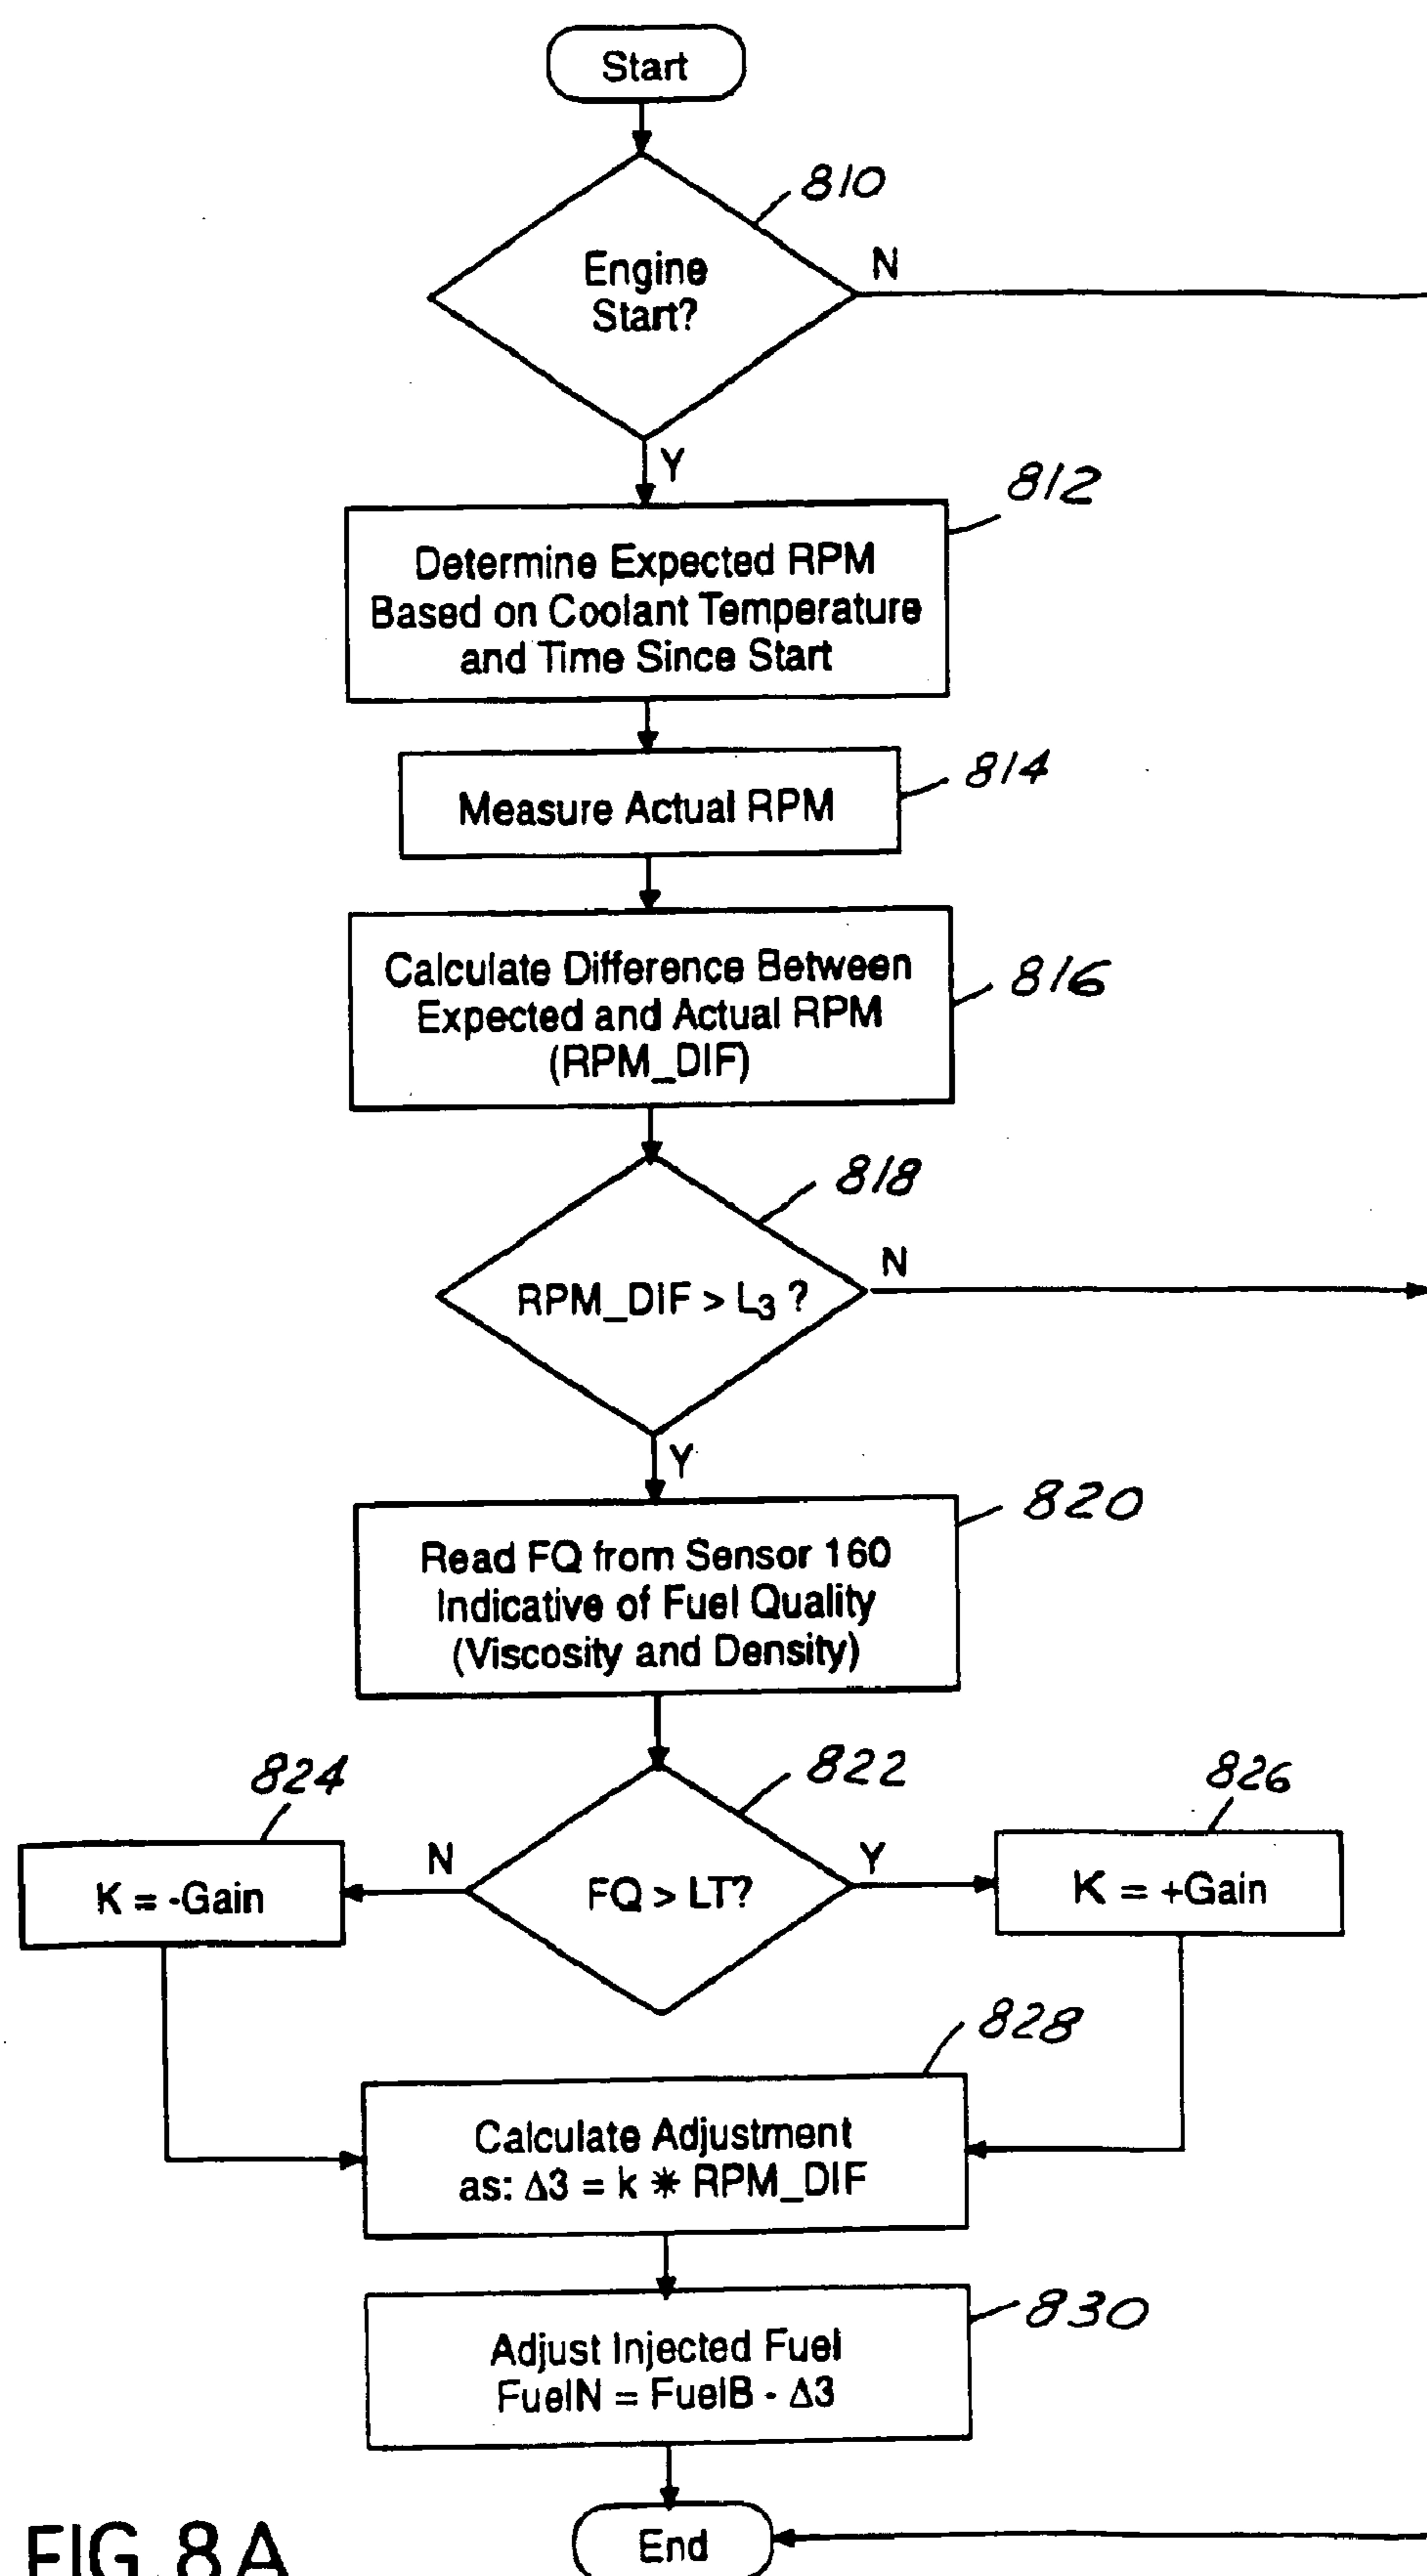 Start
810
Engine
Start?
N
Y
812
Determine Expected RPM
Based on Coolant Temperature
and Time Since Start
814
Measure Actual RPM
816
Calculate Difference Between
Expected and Actual RPM
(RPM_DIF)
818
RPM_DIF > L₃ ?
N
Y
820
Read FQ from Sensor 160
Indicative of Fuel Quality
(Viscosity and Density)
822
824
826
N
Y
K = -Gain
FQ > LT?
K = +Gain
828
Calculate Adjustment
as: Δ3 = k * RPM_DIF
830
Adjust Injected Fuel
FuelN = FuelB - Δ3
End
FIG.8A